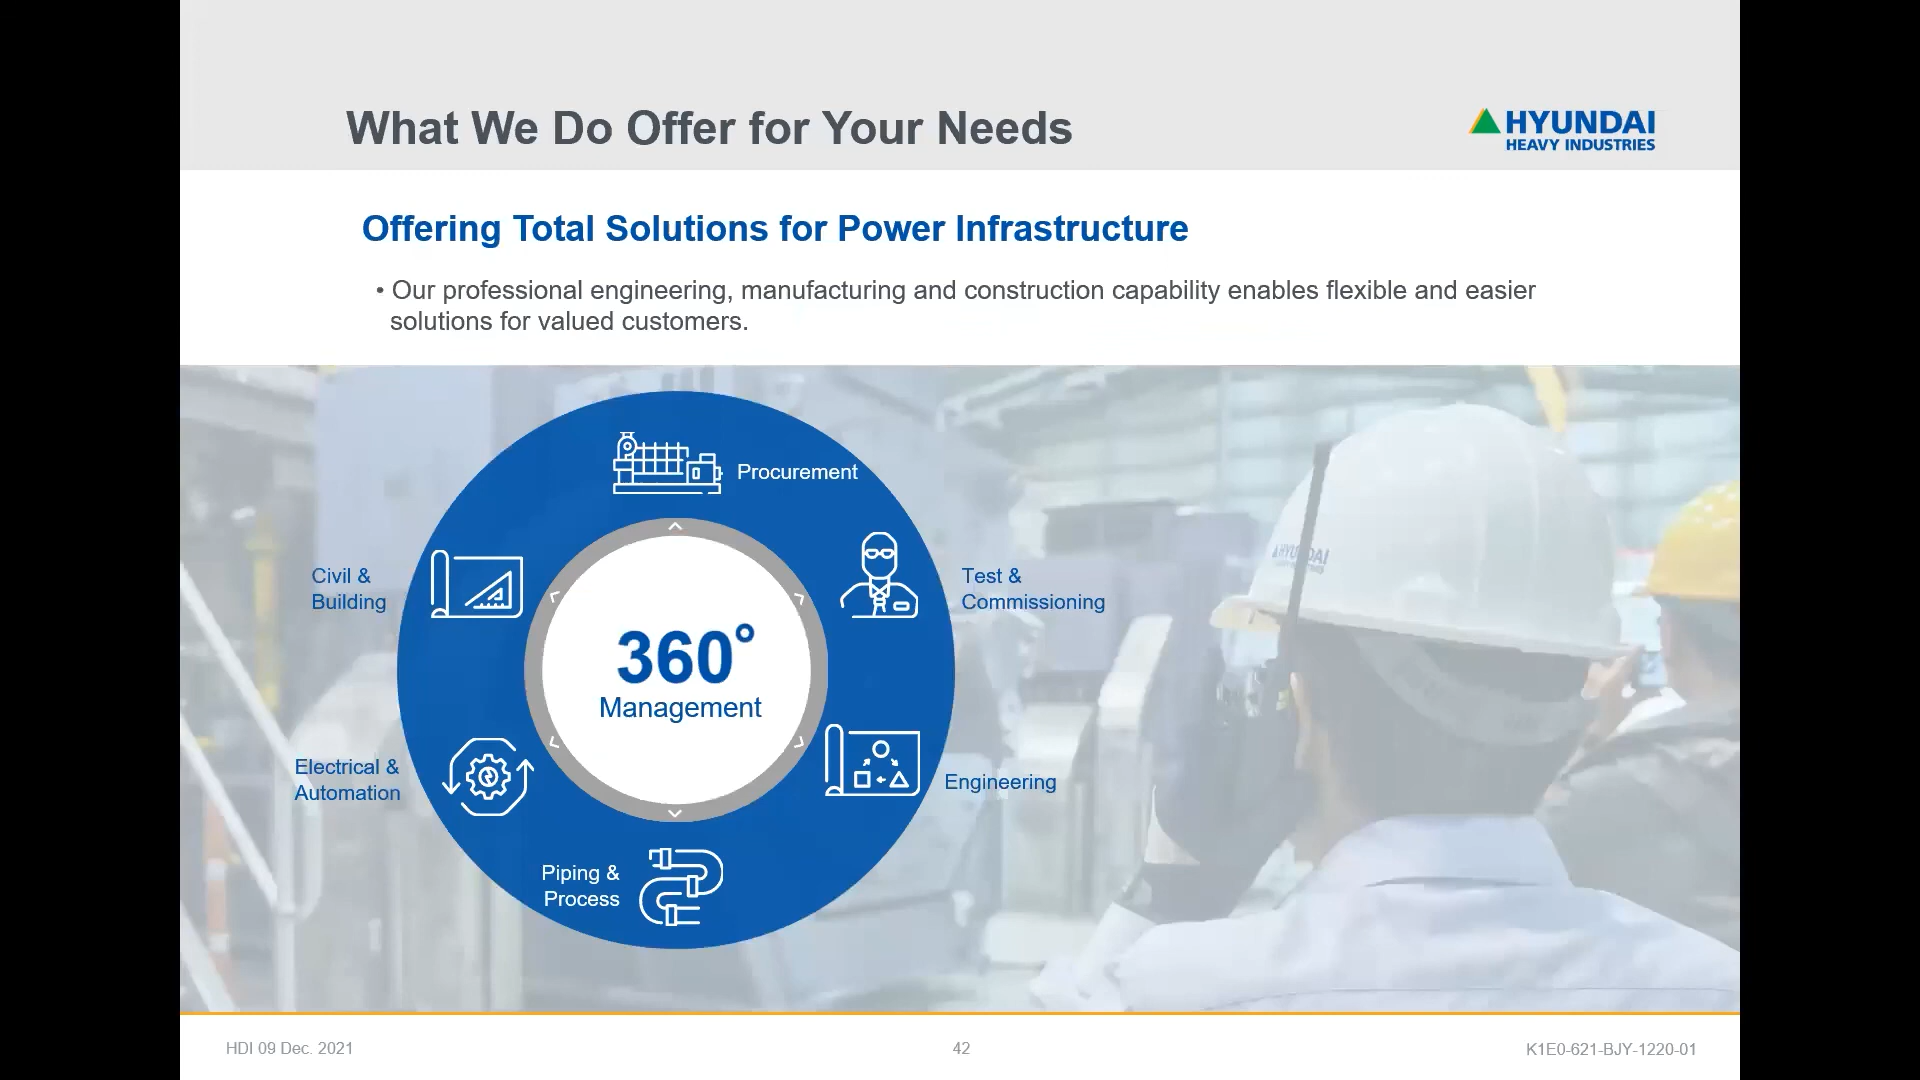 What We Do Offer for Your Needs
HYUNDAI
HEAVY INDUSTRIES
Offering Total Solutions for Power Infrastructure
• Our professional engineering, manufacturing and construction capability enables flexible and easier
solutions for valued customers.
Procurement
Civil &
Building
Test &
Commissioning
HYUNDAI
360°
Management
Electrical &
Automation
Engineering
Piping &
Process
HDI 09 Dec. 2021
42
K1E0-621-BJY-1220-01